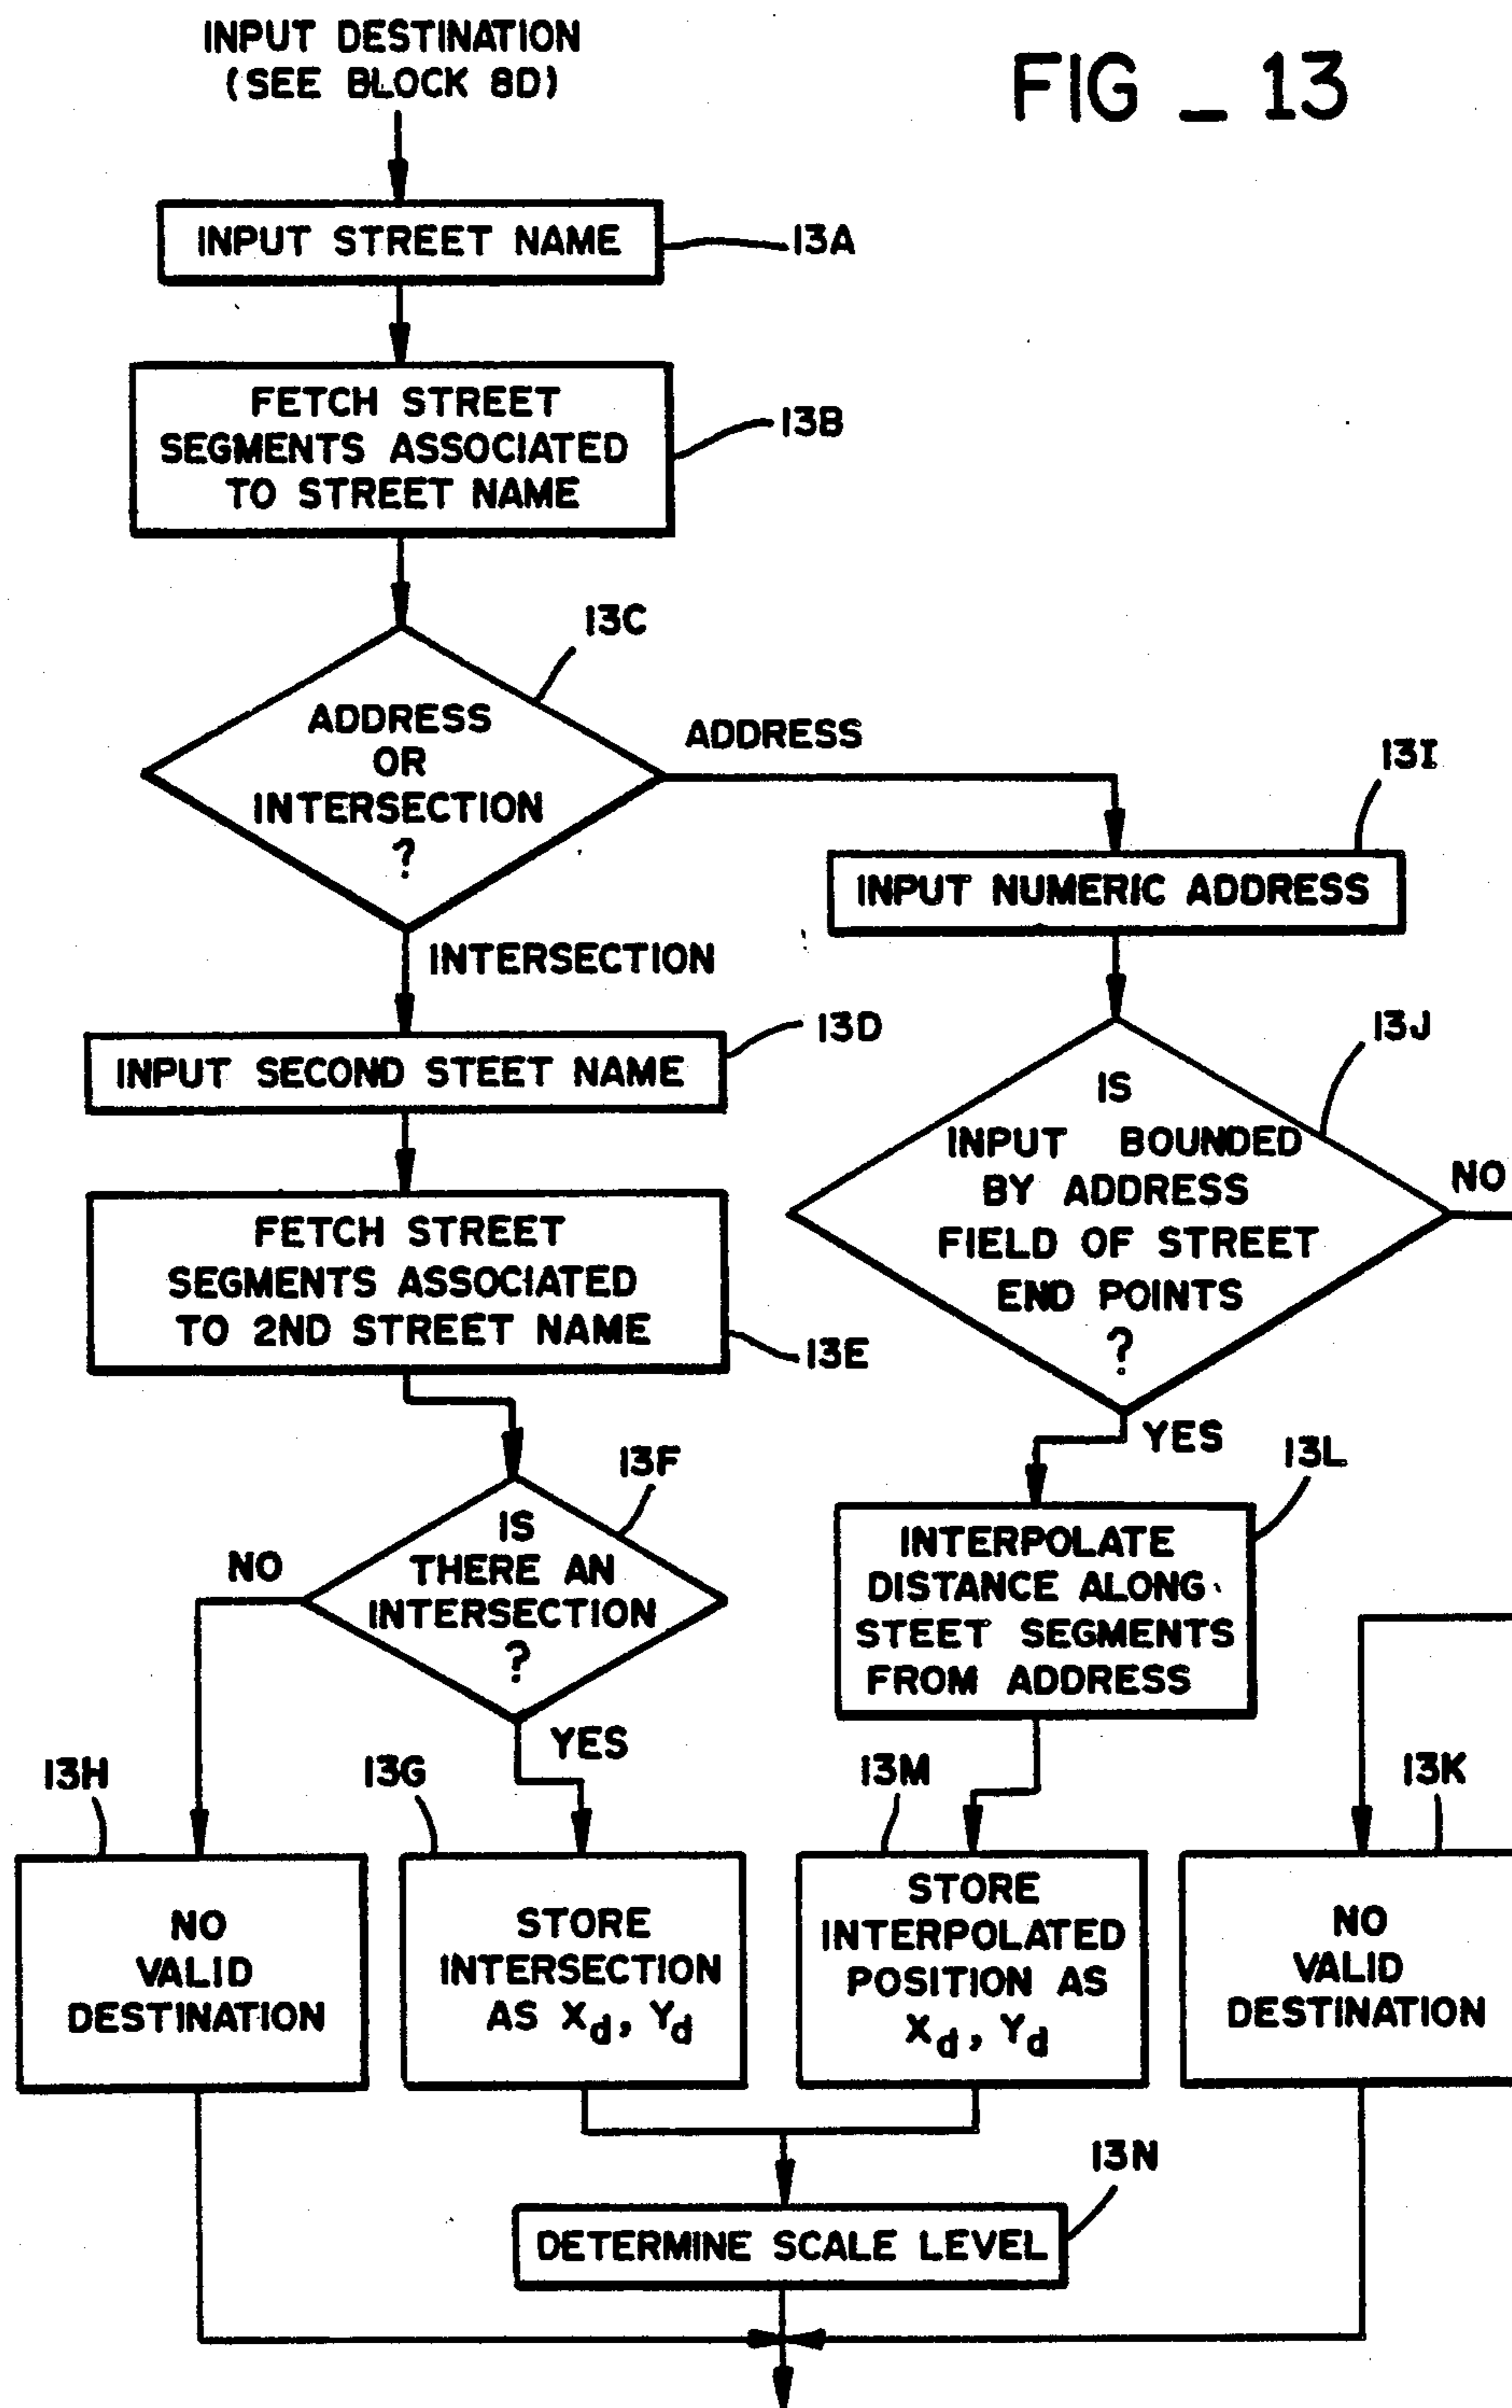 INPUT DESTINATION
(SEE BLOCK 8D)
FIG _ 13
INPUT STREET NAME
13A
FETCH STREET
SEGMENTS ASSOCIATED
TO STREET NAME
13B
13C
ADDRESS
OR
INTERSECTION
?
ADDRESS
INTERSECTION
13I
INPUT NUMERIC ADDRESS
INPUT SECOND STEET NAME
13D
13J
IS
INPUT BOUNDED
BY ADDRESS
FIELD OF STREET
END POINTS
?
NO
YES
FETCH STREET
SEGMENTS ASSOCIATED
TO 2ND STREET NAME
13E
13F
IS
THERE AN
INTERSECTION
?
NO
YES
13L
INTERPOLATE
DISTANCE ALONG
STEET SEGMENTS
FROM ADDRESS
13H
NO
VALID
DESTINATION
13G
STORE
INTERSECTION
AS Xd, Yd
13M
STORE
INTERPOLATED
POSITION AS
Xd, Yd
13K
NO
VALID
DESTINATION
13N
DETERMINE SCALE LEVEL